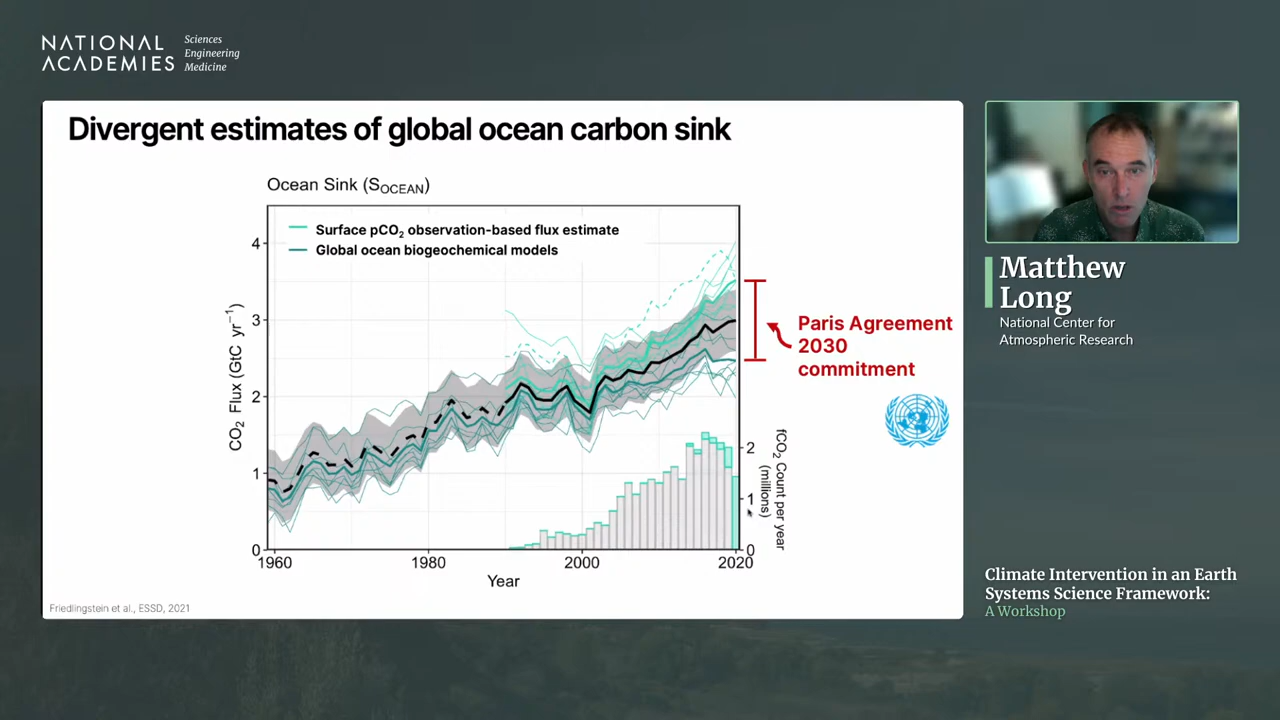 NATIONAL
ACADEMIES
Sciences
Engineering
Medicine
Divergent estimates of global ocean carbon sink
Ocean Sink (SOCEAN)
Surface pCO2 observation-based flux estimate
Global ocean biogeochemical models
CO2 Flux (GtC yr−1)
4
3
2
1
0
1960
1980
2000
2020
Year
2
1
0
fCO2 Count per year
(millions)
Paris Agreement
2030
commitment
Friedlingstein et al., ESSD, 2021
Matthew
Long
National Center for
Atmospheric Research
Climate Intervention in an Earth
Systems Science Framework:
A Workshop